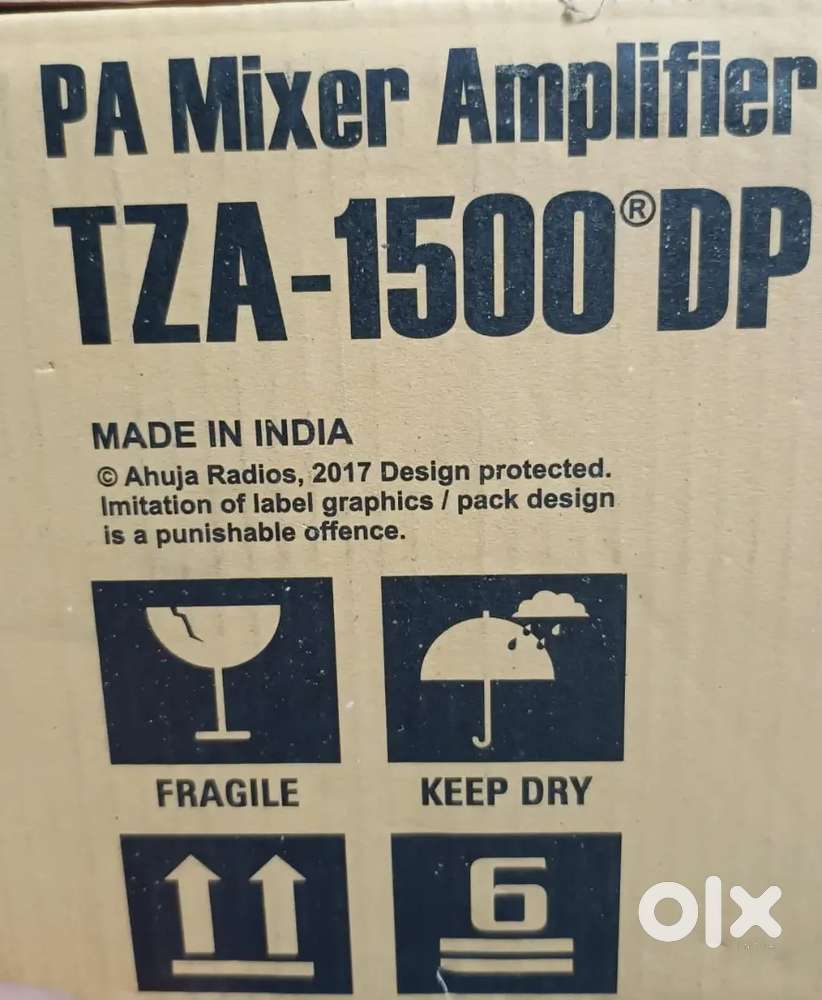 PA Mixer Amplifier
TZA-1500® DP
MADE IN INDIA
© Ahuja Radios, 2017 Design protected.
Imitation of label graphics / pack design
is a punishable offence.
FRAGILE
KEEP DRY
6
olx
INDIA